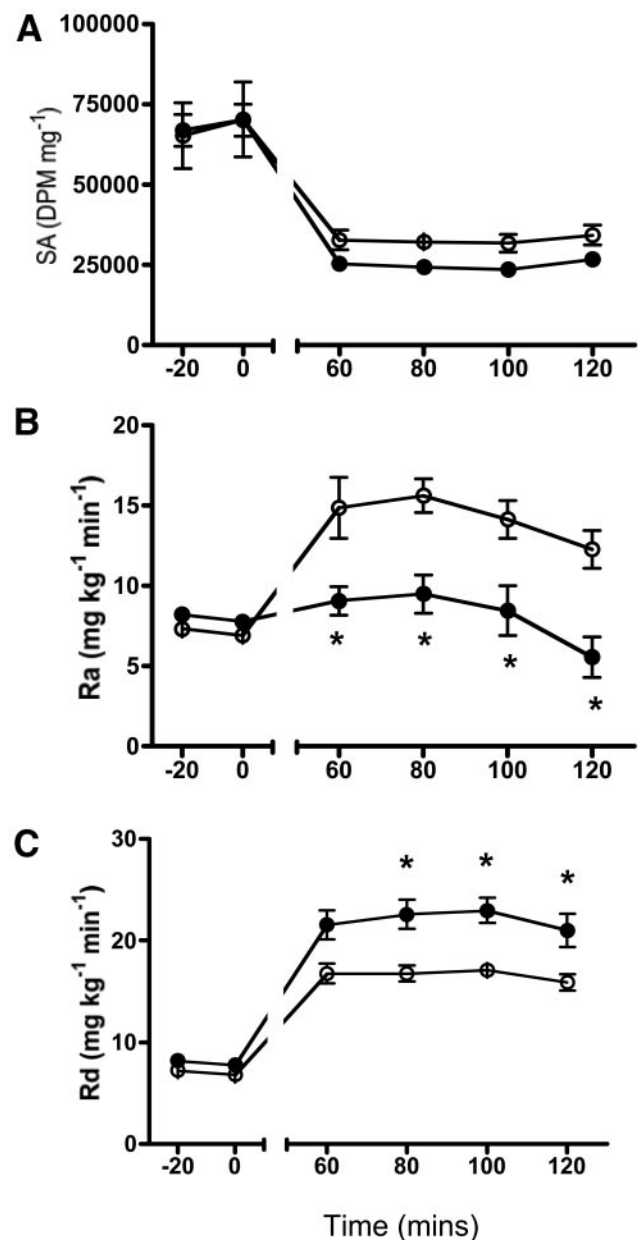 A
SA (DPM mg⁻¹)
100000
75000
50000
25000
0
-20 0 60 80 100 120
B
Ra (mg kg⁻¹ min⁻¹)
20
15
10
5
0
* * * *
-20 0 60 80 100 120
C
Rd (mg kg⁻¹ min⁻¹)
30
20
10
0
* * *
-20 0 60 80 100 120
Time (mins)